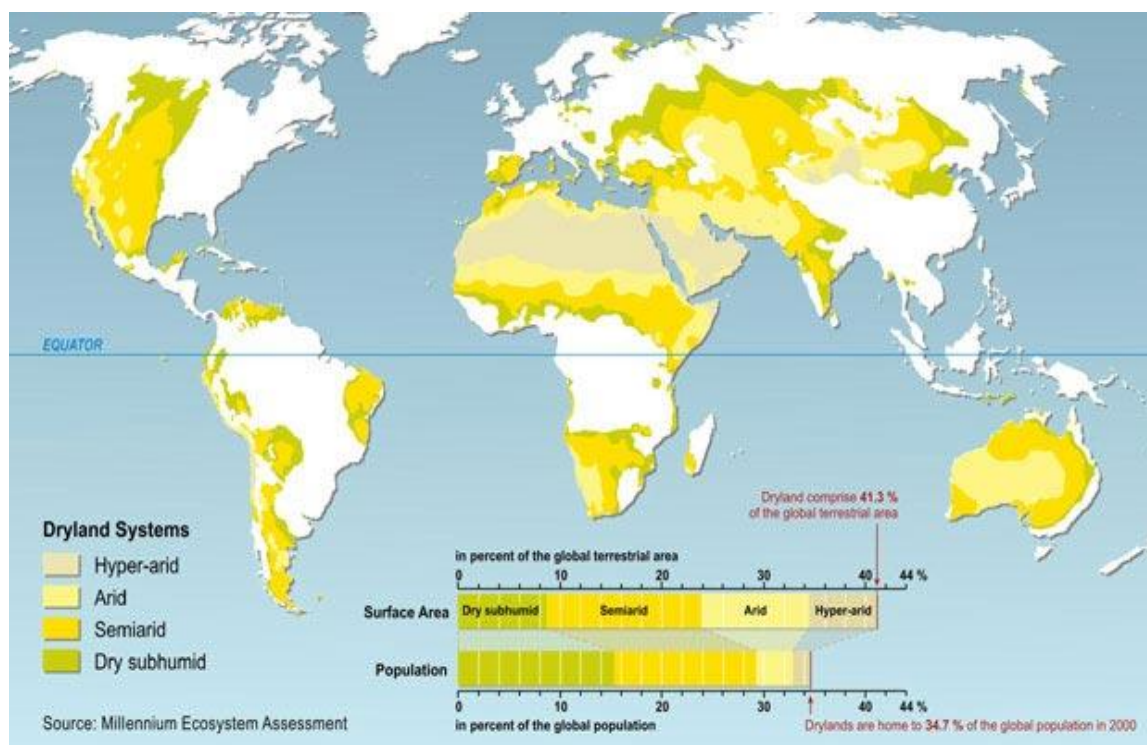 EQUATOR
Dryland Systems
Hyper-arid
Arid
Semiarid
Dry subhumid
Source: Millennium Ecosystem Assessment
Dryland comprise 41.3 %
of the global terrestrial area
in percent of the global terrestrial area
0 10 20 30 40 44 %
Surface Area Dry subhumid Semiarid Arid Hyper-arid
Population
0 10 20 30 40 44 %
in percent of the global population
Drylands are home to 34.7 % of the global population in 2000